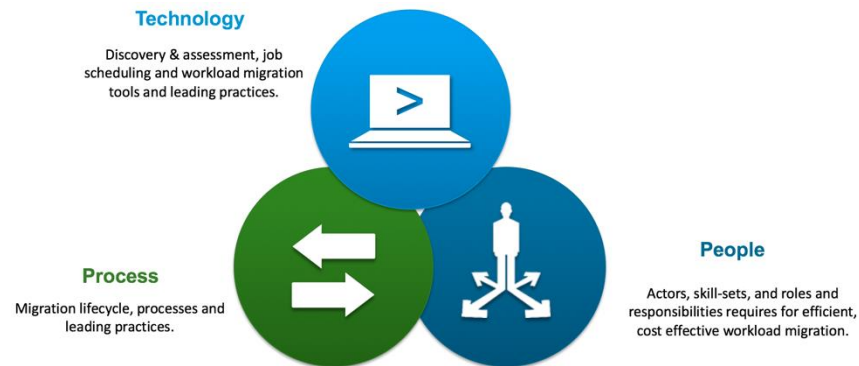 Technology
Discovery & assessment, job
scheduling and workload migration
tools and leading practices.
>
Process
Migration lifecycle, processes and
leading practices.
People
Actors, skill-sets, and roles and
responsibilities requires for efficient,
cost effective workload migration.